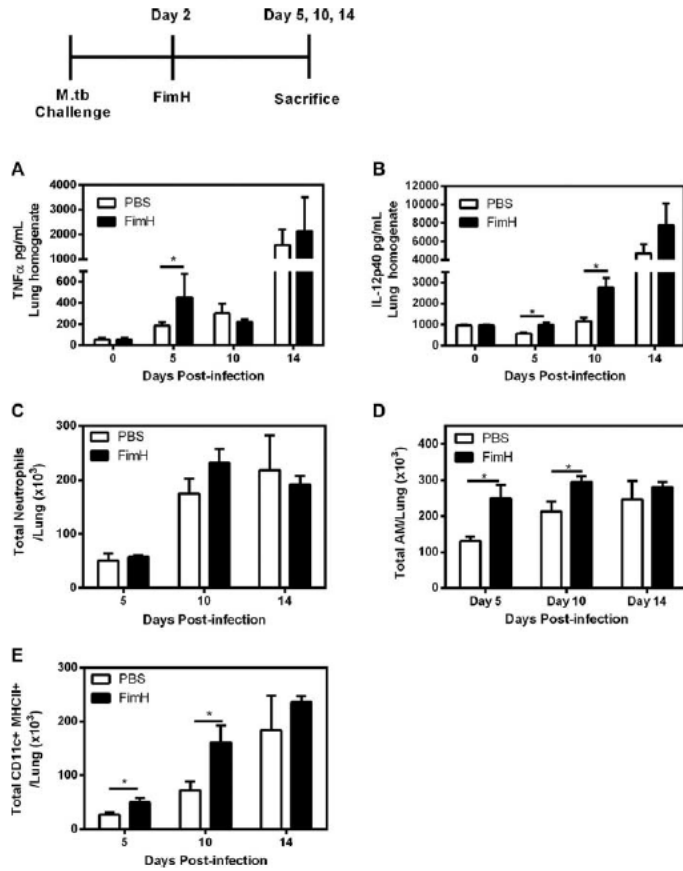 Day 2
Day 5, 10, 14
M.tb
Challenge
FimH
Sacrifice
A
TNFα pg/mL
Lung homogenate
4000
3000
2000
1000
600
400
200
0
PBS
FimH
*
0 5 10 14
Days Post-infection
B
IL-12p40 pg/mL
Lung homogenate
12000
10000
8000
6000
4000
3000
2000
1000
0
PBS
FimH
*
*
0 5 10 14
Days Post-infection
C
Total Neutrophils
/Lung (x10³)
300
200
100
0
PBS
FimH
5 10 14
Days Post-infection
D
Total AM/Lung (x10³)
400
300
200
100
0
PBS
FimH
*
*
Day 5 Day 10 Day 14
Days Post-infection
E
Total CD11c+ MHCII+
/Lung (x10³)
300
200
100
0
PBS
FimH
*
*
5 10 14
Days Post-infection